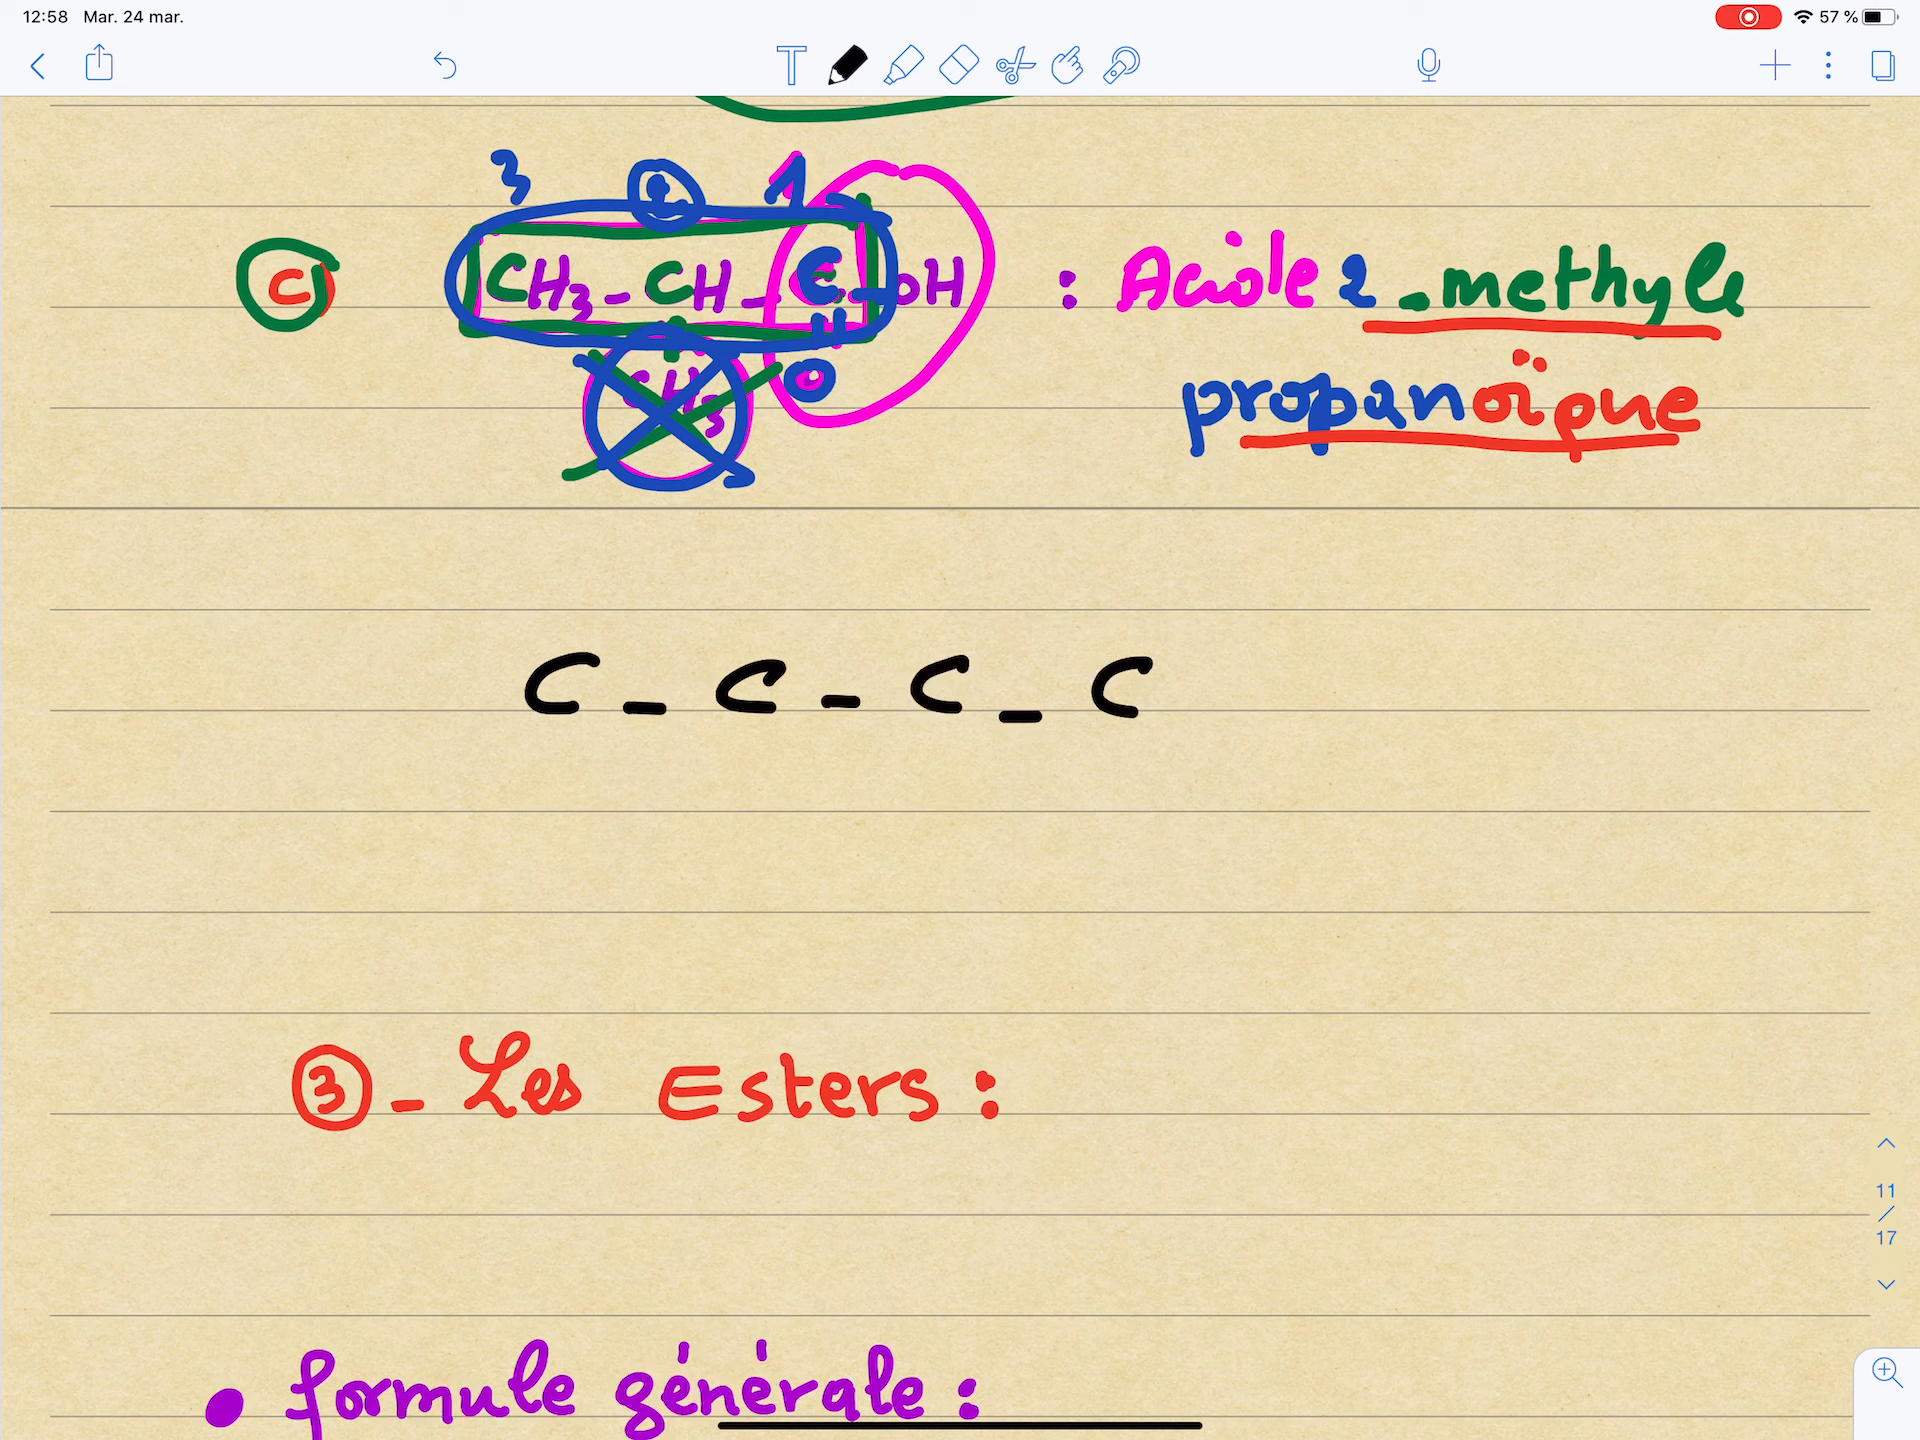 12:58 Mar. 24 mar. 57 %
3 2 1
c) CH3 - CH - C - OH : Acide 2 - methyle
CH3 O propanoïque
C - C - C - C
3 - Les Esters :
11
/
17
• formule générale :